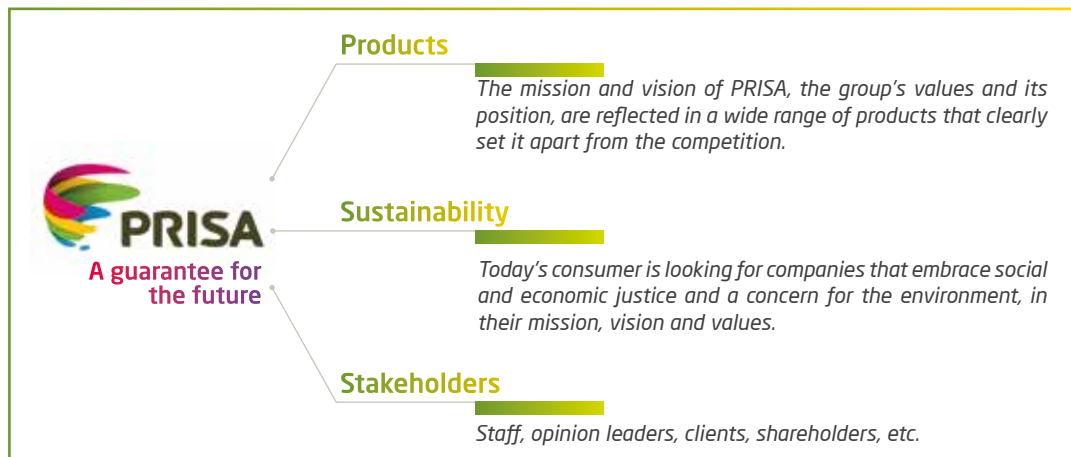 Products
The mission and vision of PRISA, the group's values and its
position, are reflected in a wide range of products that clearly
set it apart from the competition.
PRISA
A guarantee for
the future
Sustainability
Today's consumer is looking for companies that embrace social
and economic justice and a concern for the environment, in
their mission, vision and values.
Stakeholders
Staff, opinion leaders, clients, shareholders, etc.